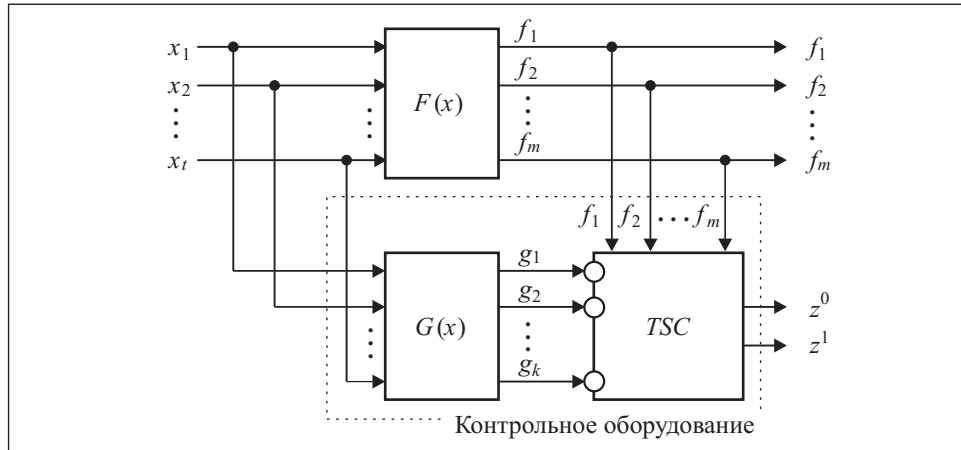 x1 f1 f1
x2 F(x) f2 f2
xt fm fm
f1 f2 fm
g1
g2 z⁰
G(x) TSC
z¹
gk
Контрольное оборудование